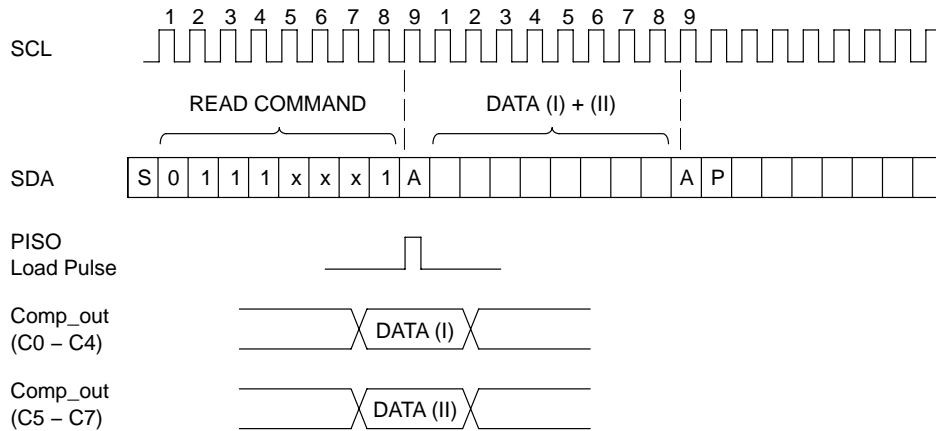 1 2 3 4 5 6 7 8 9 1 2 3 4 5 6 7 8 9
SCL
READ COMMAND DATA (I) + (II)
SDA S 0 1 1 1 x x x 1 A A P
PISO
Load Pulse
Comp_out
(C0 – C4)
DATA (I)
Comp_out
(C5 – C7)
DATA (II)